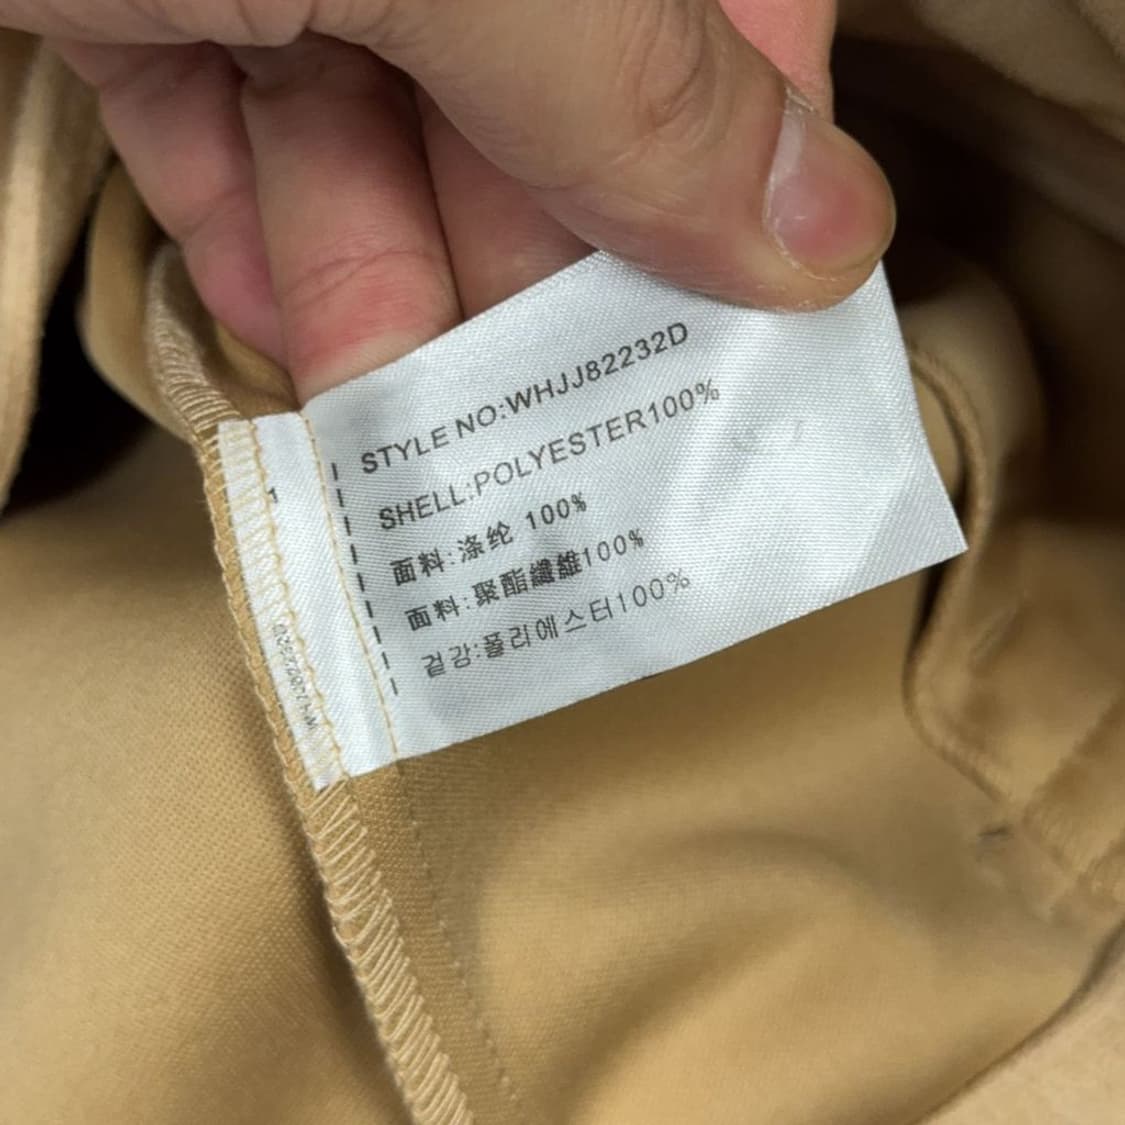 STYLE NO:WHJJ82232D
SHELL:POLYESTER100%
面料:涤纶 100%
面料:聚酯纖維100%
겉감:폴리에스터100%
1